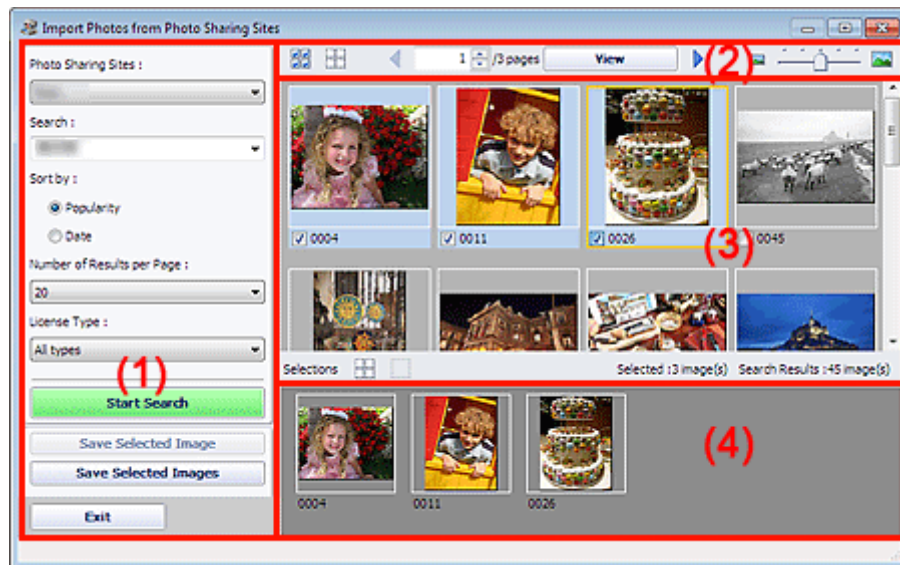 Import Photos from Photo Sharing Sites
Photo Sharing Sites :
Search :
Sort by :
Popularity
Date
Number of Results per Page :
20
License Type :
All types
(1)
Start Search
Save Selected Image
Save Selected Images
Exit
1 /3 pages View
(2)
0004 0011 0026 0045
(3)
Selections Selected :3 image(s) Search Results :45 image(s)
(4)
0004 0011 0026